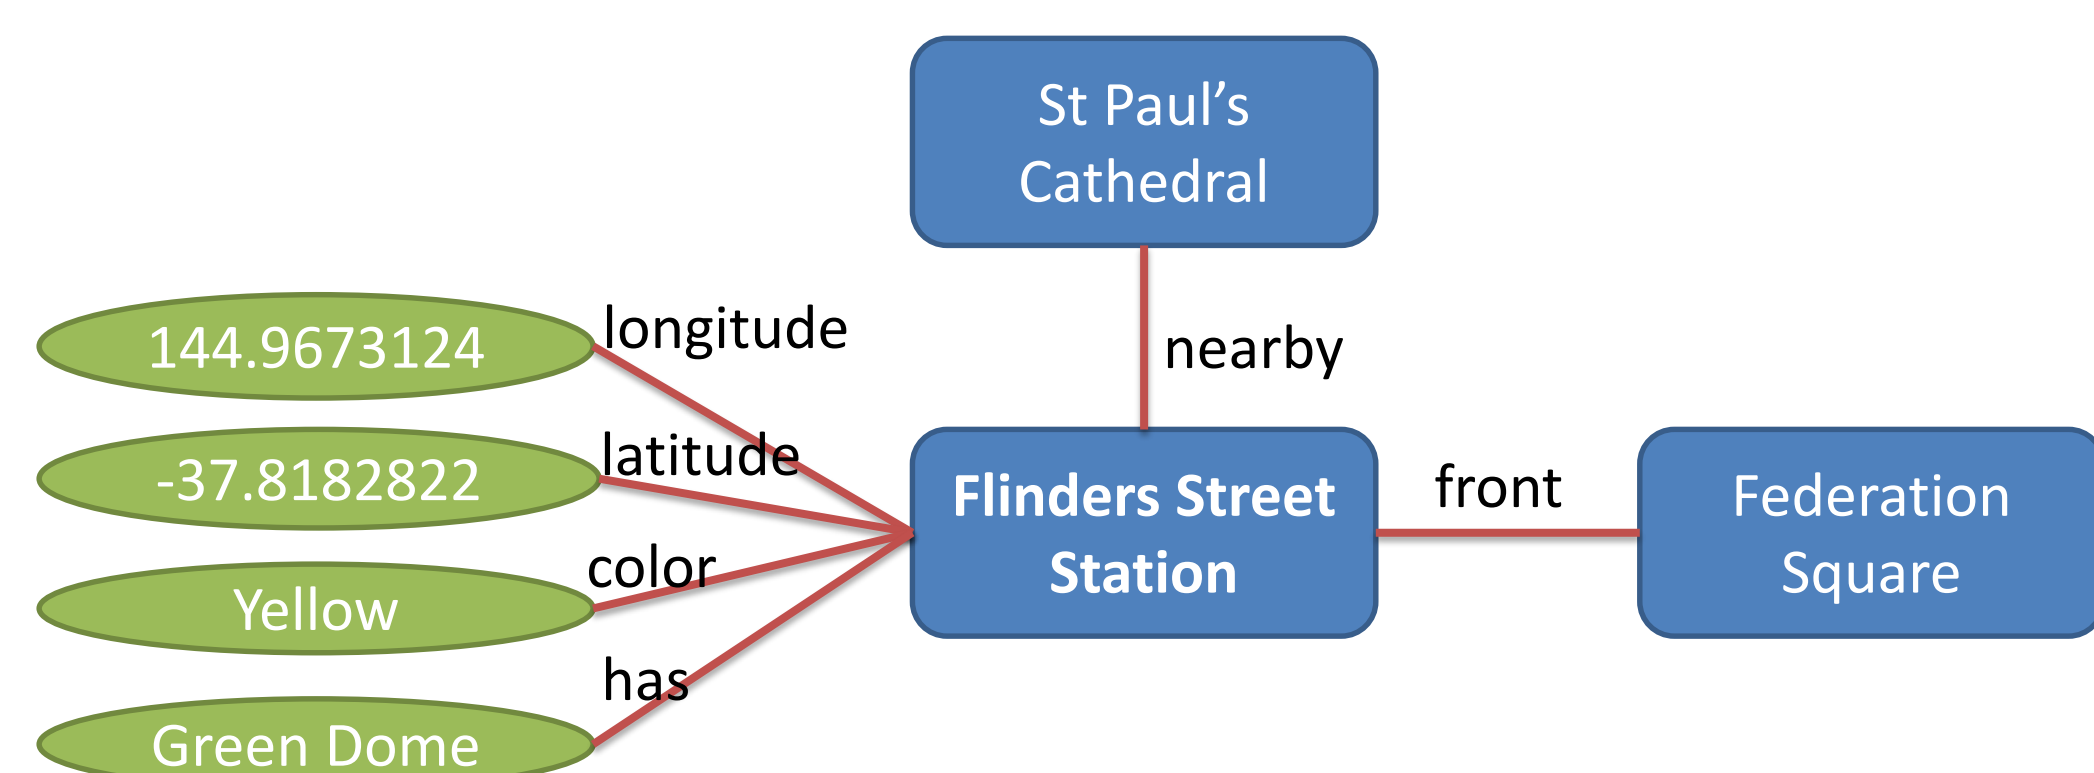 St Paul’s
Cathedral
144.9673124
longitude
nearby
-37.8182822
latitude
Flinders Street
Station
front
Federation
Square
Yellow
color
has
Green Dome